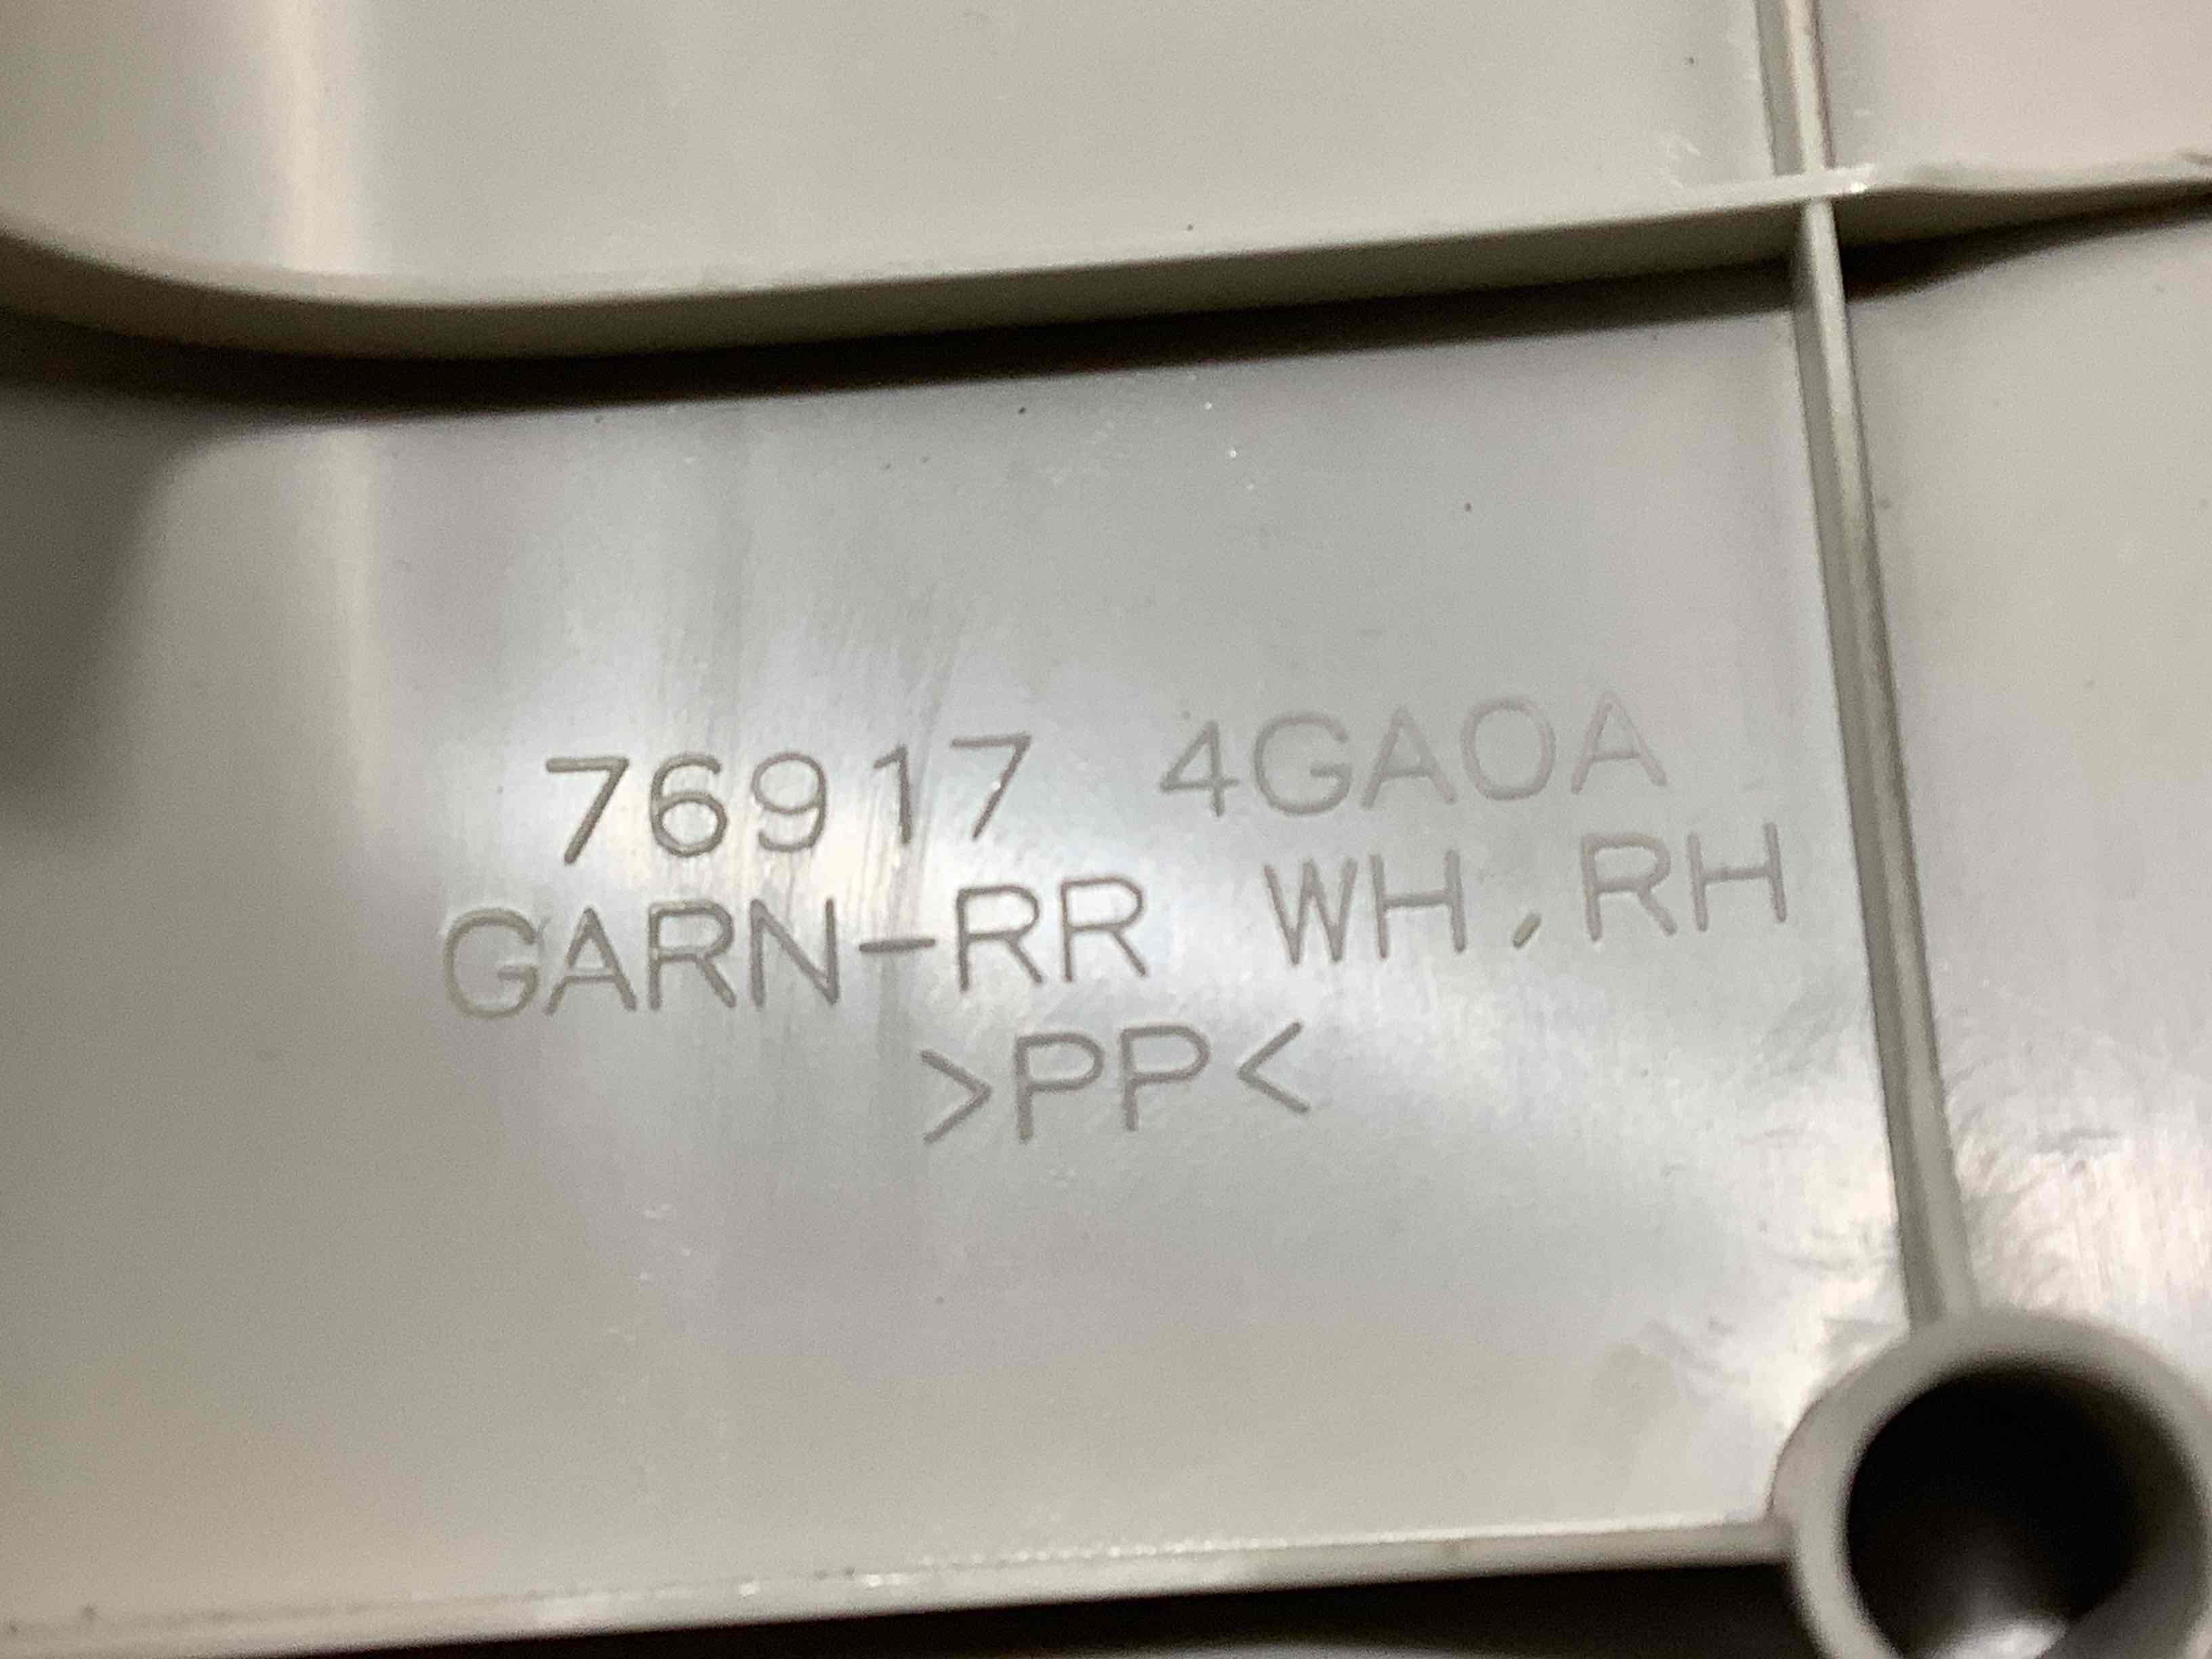 76917 4GA0A
GARN-RR WH,RH
>PP<